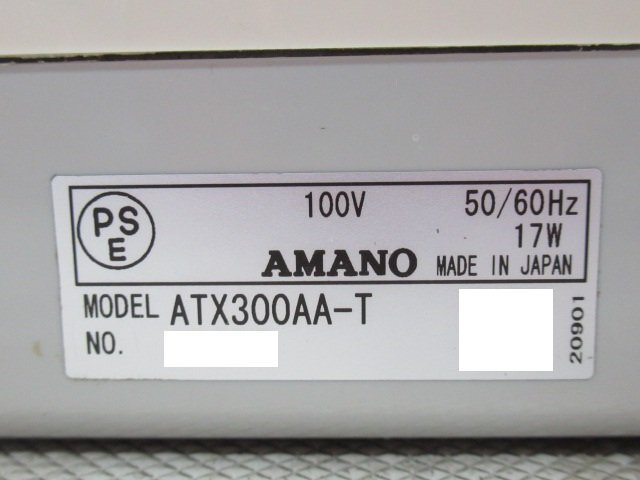 PS
E
100V
50/60Hz
17W
AMANO
MADE IN JAPAN
MODEL ATX300AA-T
NO.
20901